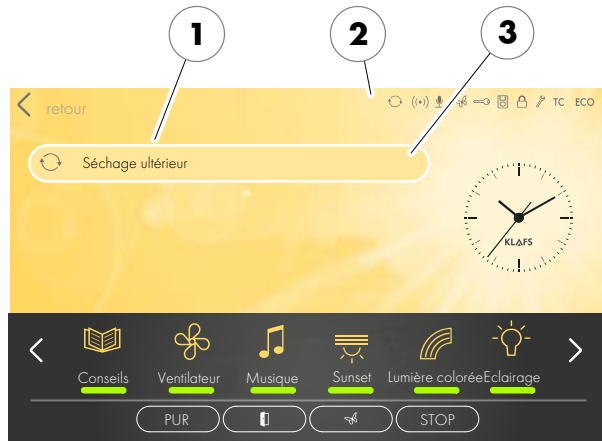 1 2 3
retour
TC ECO
Séchage ultérieur
KLAFS
Conseils Ventilateur Musique Sunset Lumière colorée Eclairage
PUR STOP